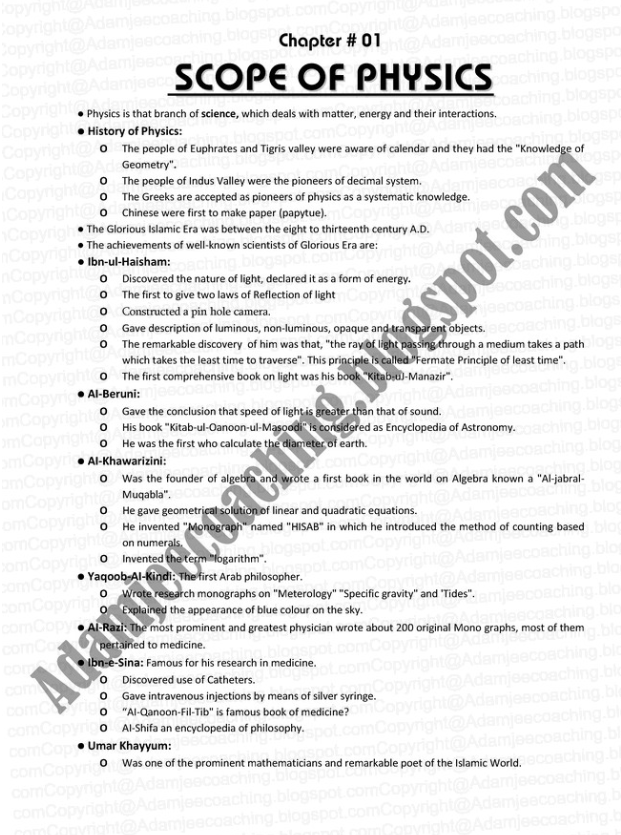 Chapter # 01
SCOPE OF PHYSICS
● Physics is that branch of science, which deals with matter, energy and their interactions.
● History of Physics:
O The people of Euphrates and Tigris valley were aware of calendar and they had the "Knowledge of
Geometry".
O The people of Indus Valley were the pioneers of decimal system.
O The Greeks are accepted as pioneers of physics as a systematic knowledge.
O Chinese were first to make paper (papytue).
● The Glorious Islamic Era was between the eight to thirteenth century A.D.
● The achievements of well-known scientists of Glorious Era are:
● Ibn-ul-Haisham:
O Discovered the nature of light, declared it as a form of energy.
O The first to give two laws of Reflection of light
O Constructed a pin hole camera.
O Gave description of luminous, non-luminous, opaque and transparent objects.
O The remarkable discovery of him was that, "the ray of light passing through a medium takes a path
which takes the least time to traverse". This principle is called "Fermate Principle of least time".
O The first comprehensive book on light was his book "Kitab-ul-Manazir".
● Al-Beruni:
O Gave the conclusion that speed of light is greater than that of sound.
O His book "Kitab-ul-Oanoon-ul-Masoodi" is considered as Encyclopedia of Astronomy.
O He was the first who calculate the diameter of earth.
● Al-Khawarizini:
O Was the founder of algebra and wrote a first book in the world on Algebra known a "Al-jabral-
Muqabla".
O He gave geometrical solution of linear and quadratic equations.
O He invented "Monograph" named "HISAB" in which he introduced the method of counting based
on numerals.
O Invented the term "logarithm".
● Yaqoob-Al-Kindi: The first Arab philosopher.
O Wrote research monographs on "Meterology" "Specific gravity" and 'Tides".
O Explained the appearance of blue colour on the sky.
● Al-Razi: The most prominent and greatest physician wrote about 200 original Mono graphs, most of them
pertained to medicine.
● Ibn-e-Sina: Famous for his research in medicine.
O Discovered use of Catheters.
O Gave intravenous injections by means of silver syringe.
O "Al-Qanoon-Fil-Tib" is famous book of medicine?
O Al-Shifa an encyclopedia of philosophy.
● Umar Khayyum:
O Was one of the prominent mathematicians and remarkable poet of the Islamic World.
Adamjeecoaching.blogspot.com